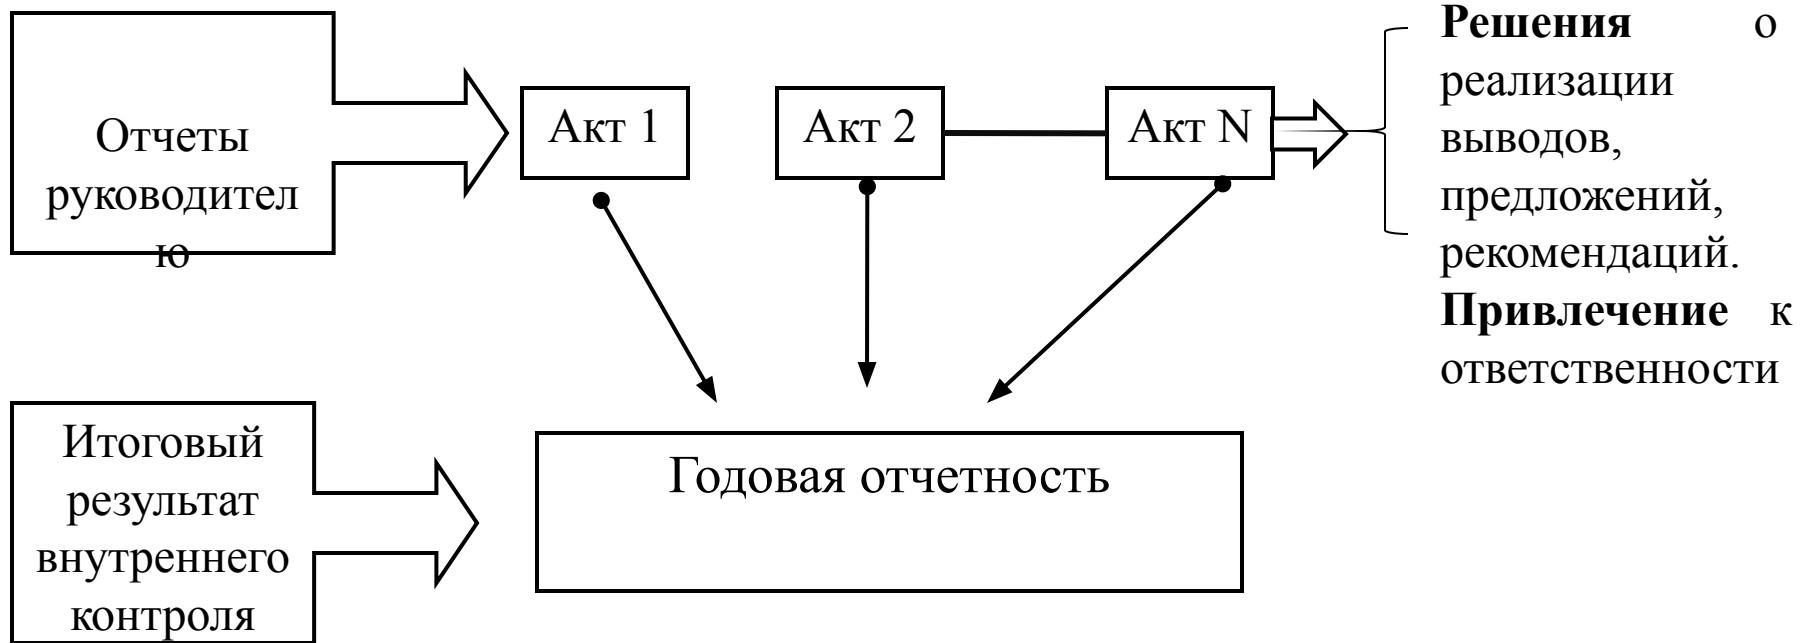 Отчеты
руководител
ю
Акт 1
Акт 2
Акт N
Решения о
реализации
выводов,
предложений,
рекомендаций.
Привлечение к
ответственности
Итоговый
результат
внутреннего
контроля
Годовая отчетность